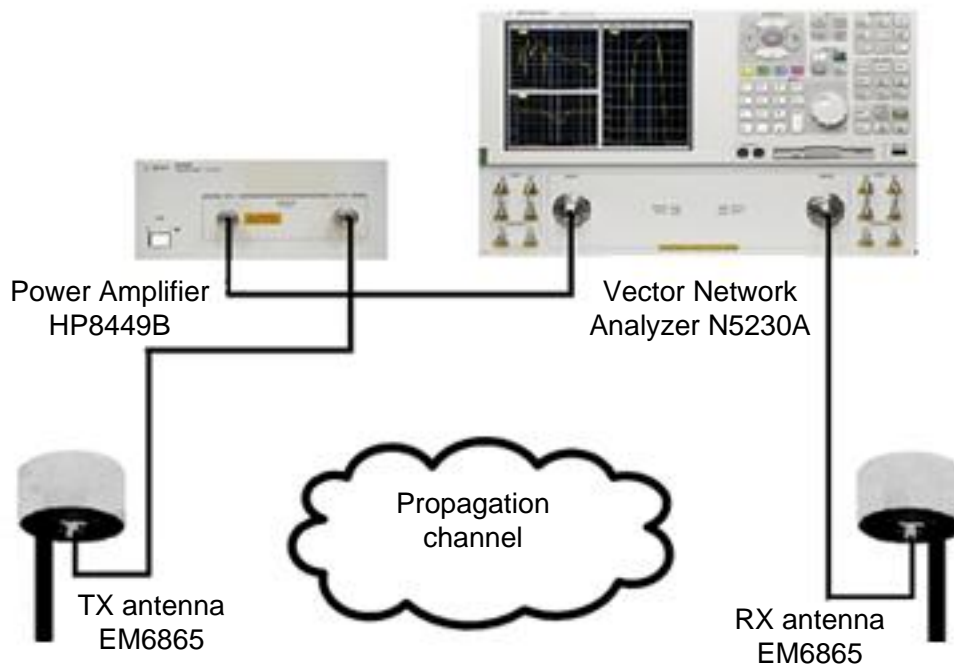 Power Amplifier
HP8449B
Vector Network
Analyzer N5230A
Propagation
channel
TX antenna
EM6865
RX antenna
EM6865